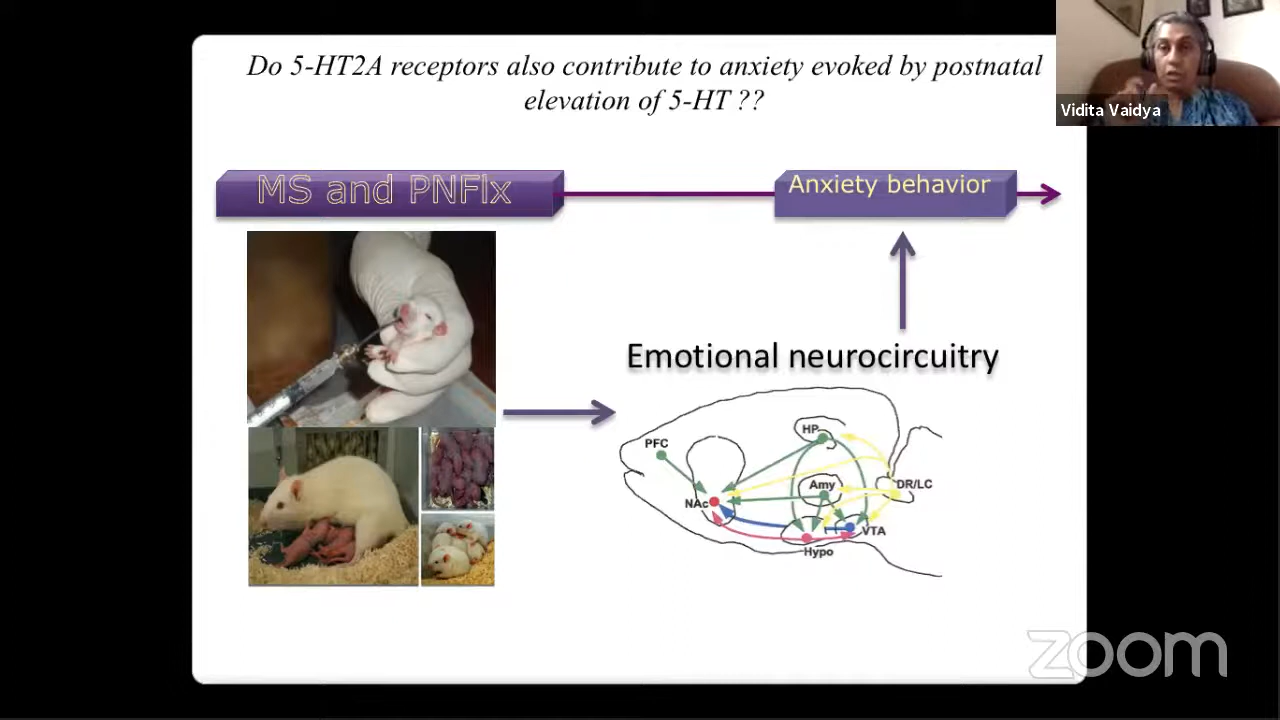 Do 5-HT2A receptors also contribute to anxiety evoked by postnatal
elevation of 5-HT ??
Vidita Vaidya
MS and PNFlx
Anxiety behavior
Emotional neurocircuitry
HP
PFC
Amy
DR/LC
NAc
VTA
Hypo
zoom